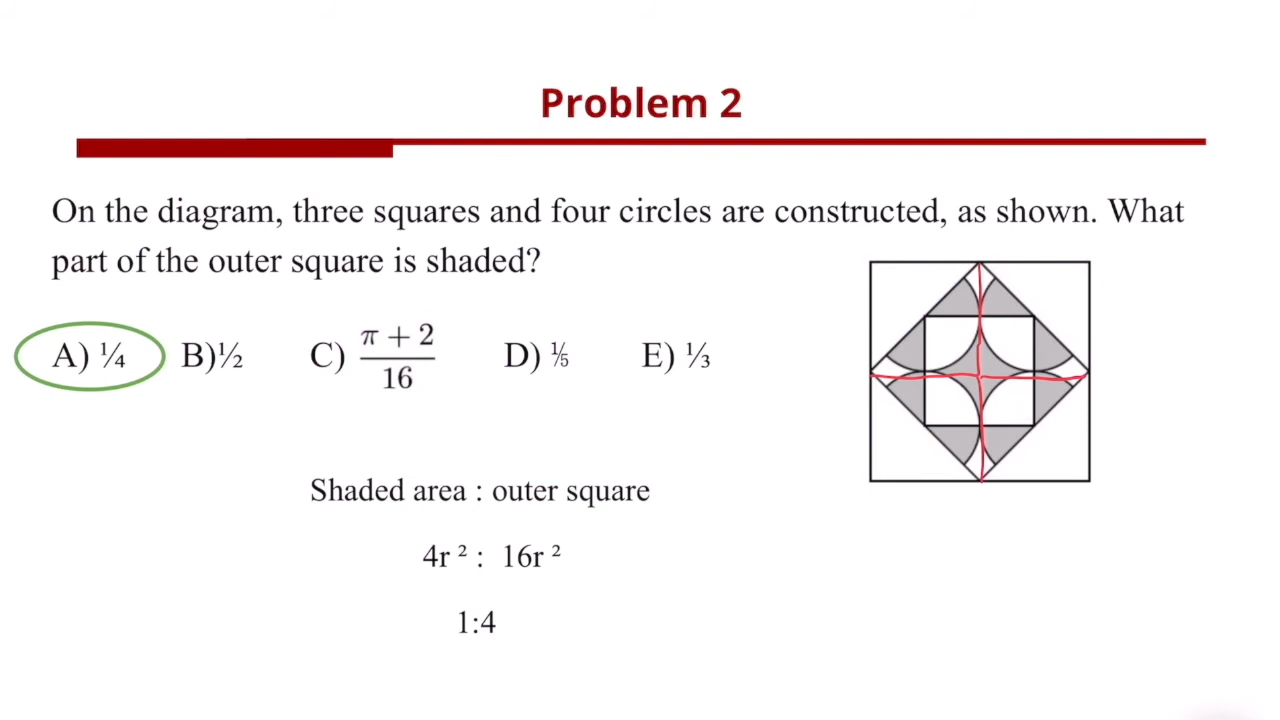 Problem 2
On the diagram, three squares and four circles are constructed, as shown. What
part of the outer square is shaded?
A) ¼ B)½ C) π + 2 / 16 D) ⅕ E) ⅓
Shaded area : outer square
4r ² : 16r ²
1:4